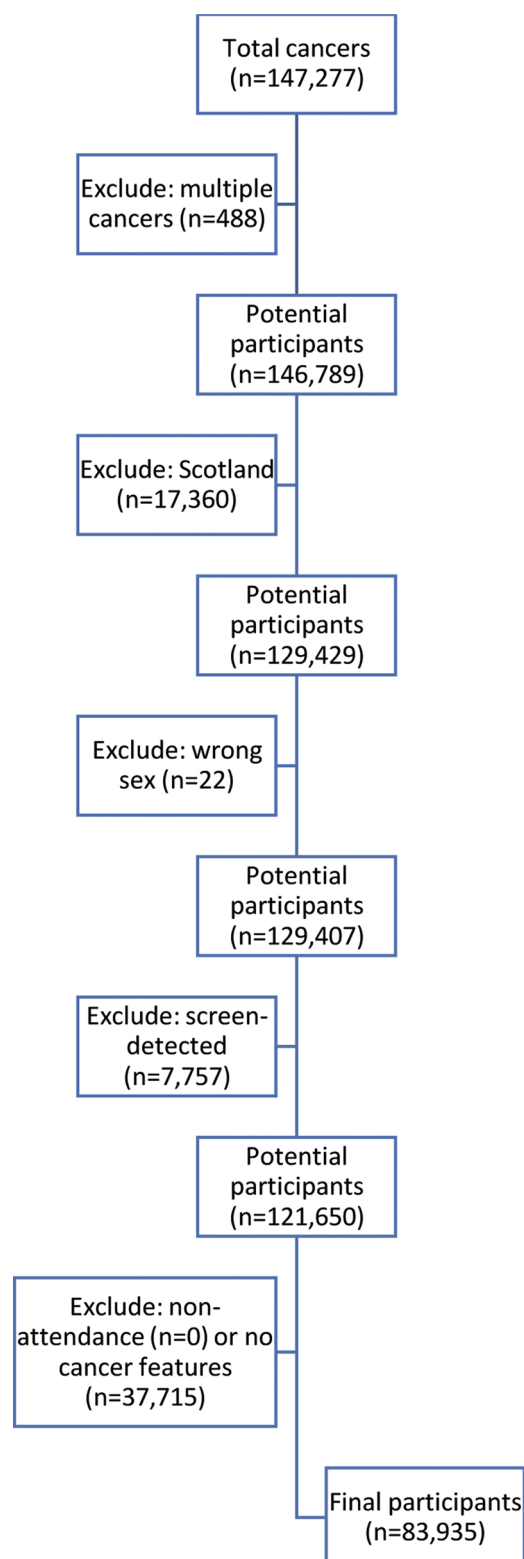 Total cancers
(n=147,277)
Exclude: multiple
cancers (n=488)
Potential
participants
(n=146,789)
Exclude: Scotland
(n=17,360)
Potential
participants
(n=129,429)
Exclude: wrong
sex (n=22)
Potential
participants
(n=129,407)
Exclude: screen-
detected
(n=7,757)
Potential
participants
(n=121,650)
Exclude: non-
attendance (n=0) or no
cancer features
(n=37,715)
Final participants
(n=83,935)